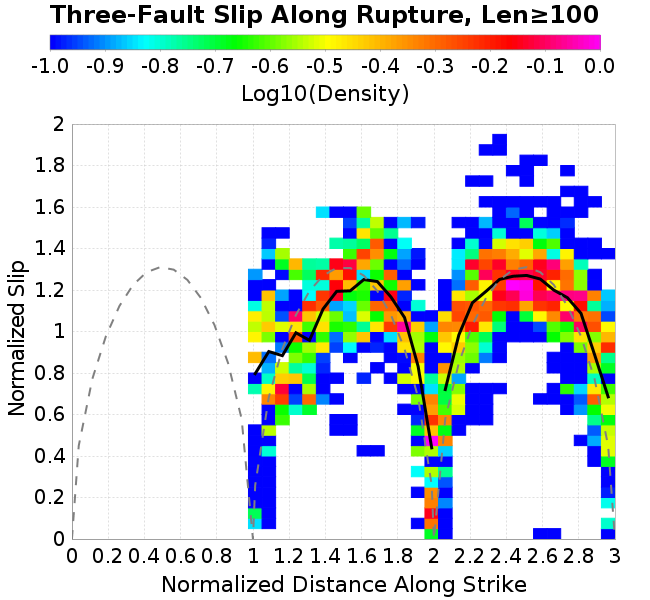 Three-Fault Slip Along Rupture, Len≥100
-1.0 -0.9 -0.8 -0.7 -0.6 -0.5 -0.4 -0.3 -0.2 -0.1 0.0
Log10(Density)
2
1.8
1.6
1.4
1.2
1
0.8
0.6
0.4
0.2
0
Normalized Slip
0 0.2 0.4 0.6 0.8 1 1.2 1.4 1.6 1.8 2 2.2 2.4 2.6 2.8 3
Normalized Distance Along Strike